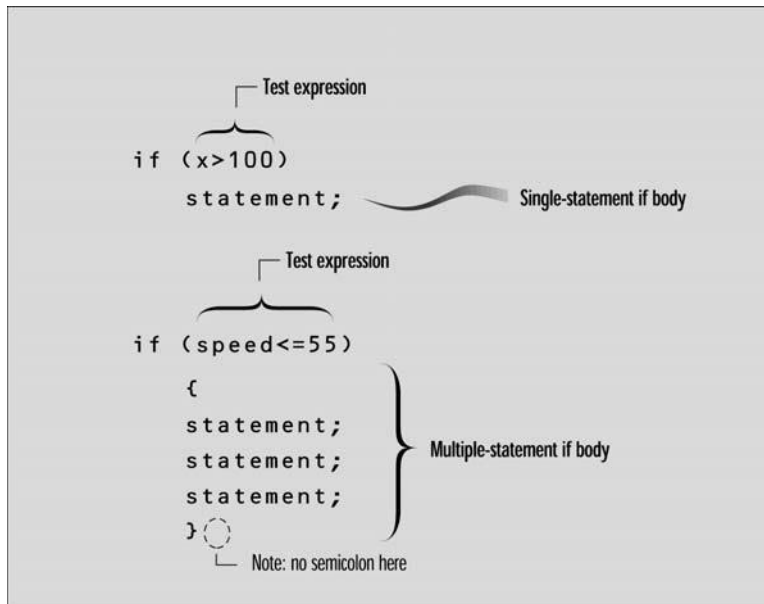 Test expression
if (x>100)
statement; Single-statement if body
Test expression
if (speed<=55)
{
statement;
statement; Multiple-statement if body
statement;
}
Note: no semicolon here